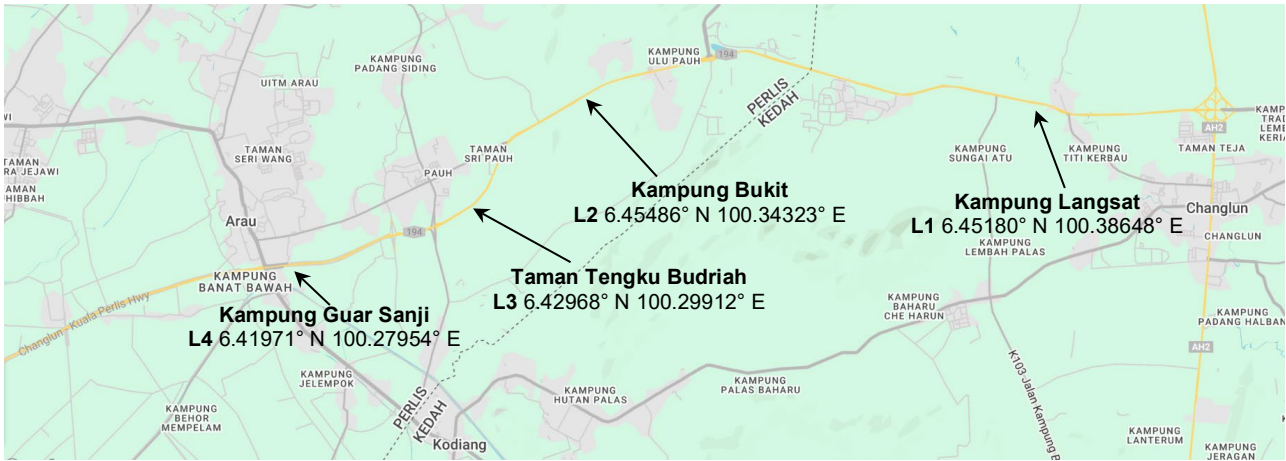 KAMPUNG
ULU PAUH
194
KAMPUNG
PADANG SIDING
UITM ARAU
PERLIS
KEDAH
AH2
TAMAN TEJA
TAMAN
SERI WANG
TAMAN
SRI PAUH
KAMPUNG
SUNGAI ATU
KAMPUNG
TITI KERBAU
PAUH
Kampung Bukit
L2 6.45486° N 100.34323° E
Kampung Langsat
L1 6.45180° N 100.38648° E
Changlun
CHANGLUN
Arau
194
KAMPUNG
LEMBAH PALAS
KAMPUNG
BANAT BAWAH
Taman Tengku Budriah
L3 6.42968° N 100.29912° E
KAMPUNG
BAHARU
CHE HARUN
Changlun - Kuala Perlis Hwy
Kampung Guar Sanji
L4 6.41971° N 100.27954° E
KAMPUNG
PADANG HALBAN
AH2
KAMPUNG
JELEMPOK
KAMPUNG
HUTAN PALAS
KAMPUNG
PALAS BAHARU
K103 Jalan Kampung
PERLIS
KEDAH
KAMPUNG
BEHOR
MEMPELAM
Kodiang
KAMPUNG
LANTERUM
KAMPUNG
JERAGAN